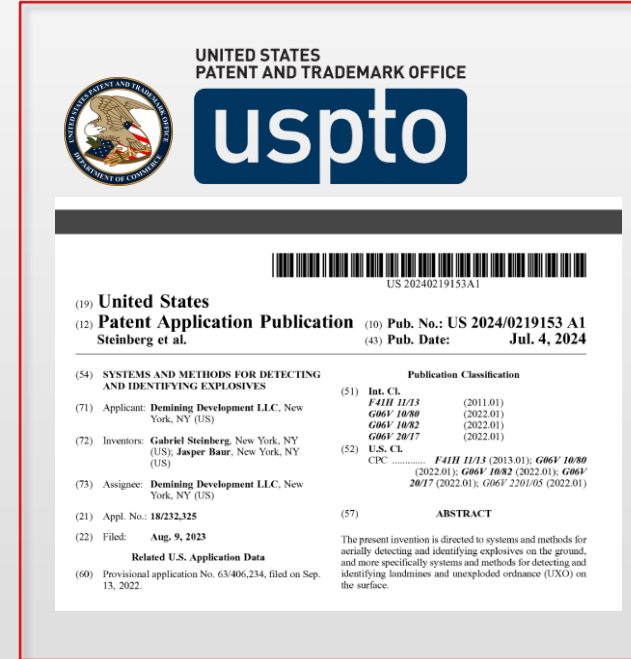 UNITED STATES
PATENT AND TRADEMARK OFFICE
UNITED STATES PATENT AND TRADEMARK OFFICE
DEPARTMENT OF COMMERCE
uspto
US 20240219153A1
(19) United States
(12) Patent Application Publication
Steinberg et al.
(10) Pub. No.: US 2024/0219153 A1
(43) Pub. Date: Jul. 4, 2024
(54) SYSTEMS AND METHODS FOR DETECTING
AND IDENTIFYING EXPLOSIVES
(71) Applicant: Demining Development LLC, New
York, NY (US)
(72) Inventors: Gabriel Steinberg, New York, NY
(US); Jasper Baur, New York, NY
(US)
(73) Assignee: Demining Development LLC, New
York, NY (US)
(21) Appl. No.: 18/232,325
(22) Filed: Aug. 9, 2023
Related U.S. Application Data
(60) Provisional application No. 63/406,234, filed on Sep.
13, 2022.
Publication Classification
(51) Int. Cl.
F41H 11/13 (2011.01)
G06V 10/80 (2022.01)
G06V 10/82 (2022.01)
G06V 20/17 (2022.01)
(52) U.S. Cl.
CPC ............. F41H 11/13 (2013.01); G06V 10/80
(2022.01); G06V 10/82 (2022.01); G06V
20/17 (2022.01); G06V 2201/05 (2022.01)
(57) ABSTRACT
The present invention is directed to systems and methods for
aerially detecting and identifying explosives on the ground,
and more specifically systems and methods for detecting and
identifying landmines and unexploded ordnance (UXO) on
the surface.